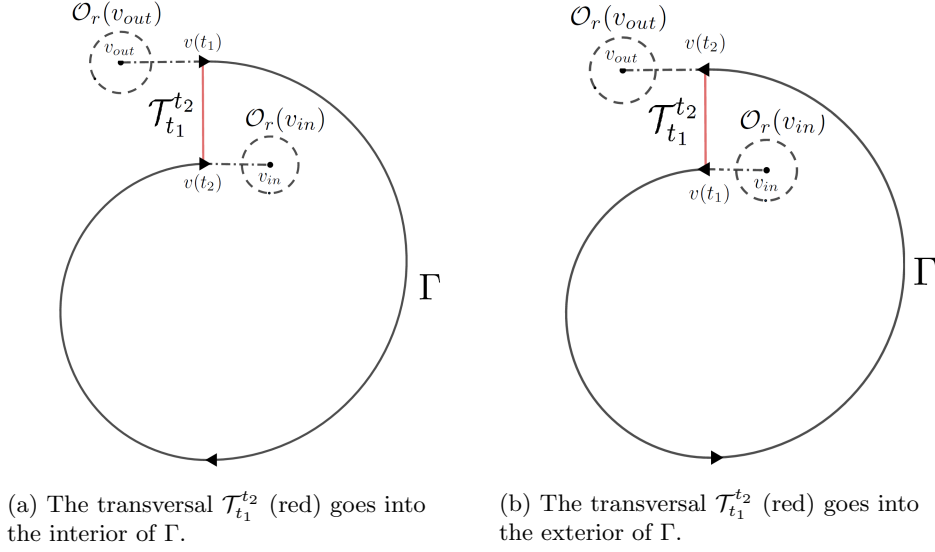 𝒪_r(v_out)
v_out
v(t_1)
𝒯_{t_1}^{t_2}
𝒪_r(v_in)
v_in
v(t_2)
Γ
(a) The transversal 𝒯_{t_1}^{t_2} (red) goes into
the interior of Γ.
𝒪_r(v_out)
v_out
v(t_2)
𝒯_{t_1}^{t_2}
𝒪_r(v_in)
v_in
v(t_1)
Γ
(b) The transversal 𝒯_{t_1}^{t_2} (red) goes into
the exterior of Γ.